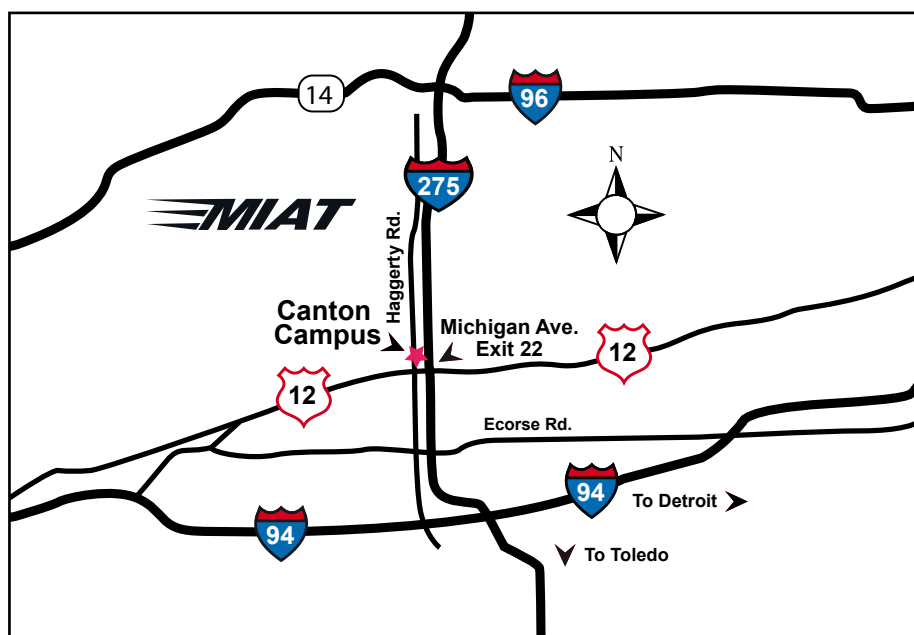 14
96
275
N
MIAT
Haggerty Rd.
Canton
Campus
Michigan Ave.
Exit 22
12
12
Ecorse Rd.
94
94
To Detroit
To Toledo